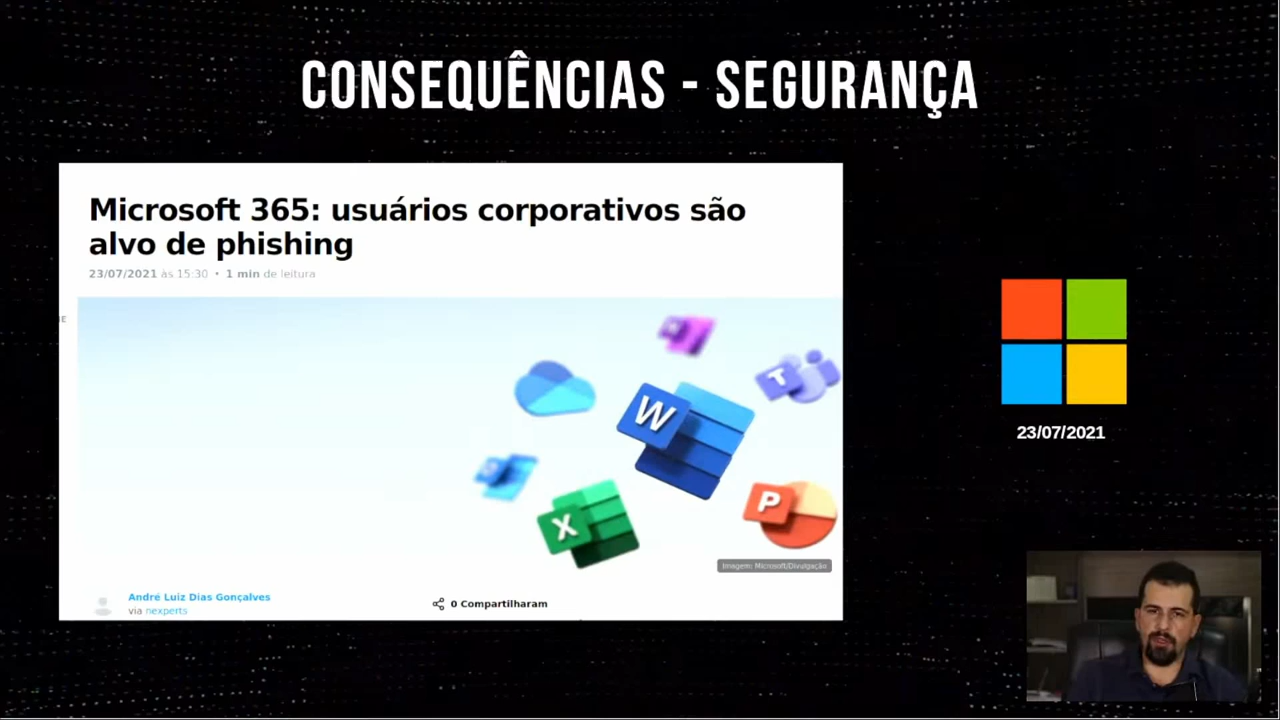 CONSEQUÊNCIAS - SEGURANÇA
Microsoft 365: usuários corporativos são
alvo de phishing
23/07/2021 às 15:30 • 1 min de leitura
W
T
X
P
Imagem: Microsoft/Divulgação
23/07/2021
André Luiz Dias Gonçalves
via nexperts
0 Compartilharam